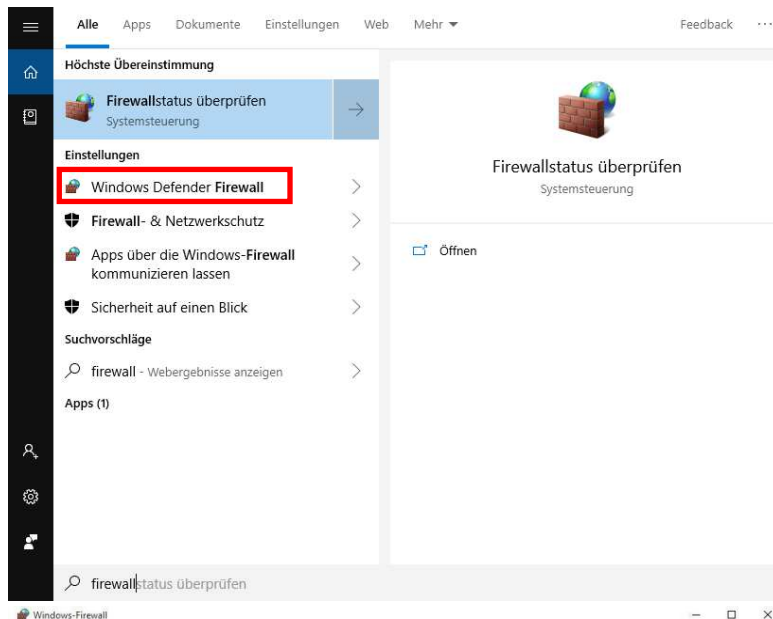 Alle Apps Dokumente Einstellungen Web Mehr Feedback ...
Höchste Übereinstimmung
Firewallstatus überprüfen
Systemsteuerung
Einstellungen
Windows Defender Firewall
Firewall- & Netzwerkschutz
Apps über die Windows-Firewall
kommunizieren lassen
Sicherheit auf einen Blick
Suchvorschläge
firewall - Webergebnisse anzeigen
Apps (1)
Firewallstatus überprüfen
Systemsteuerung
Öffnen
firewallstatus überprüfen
Windows-Firewall